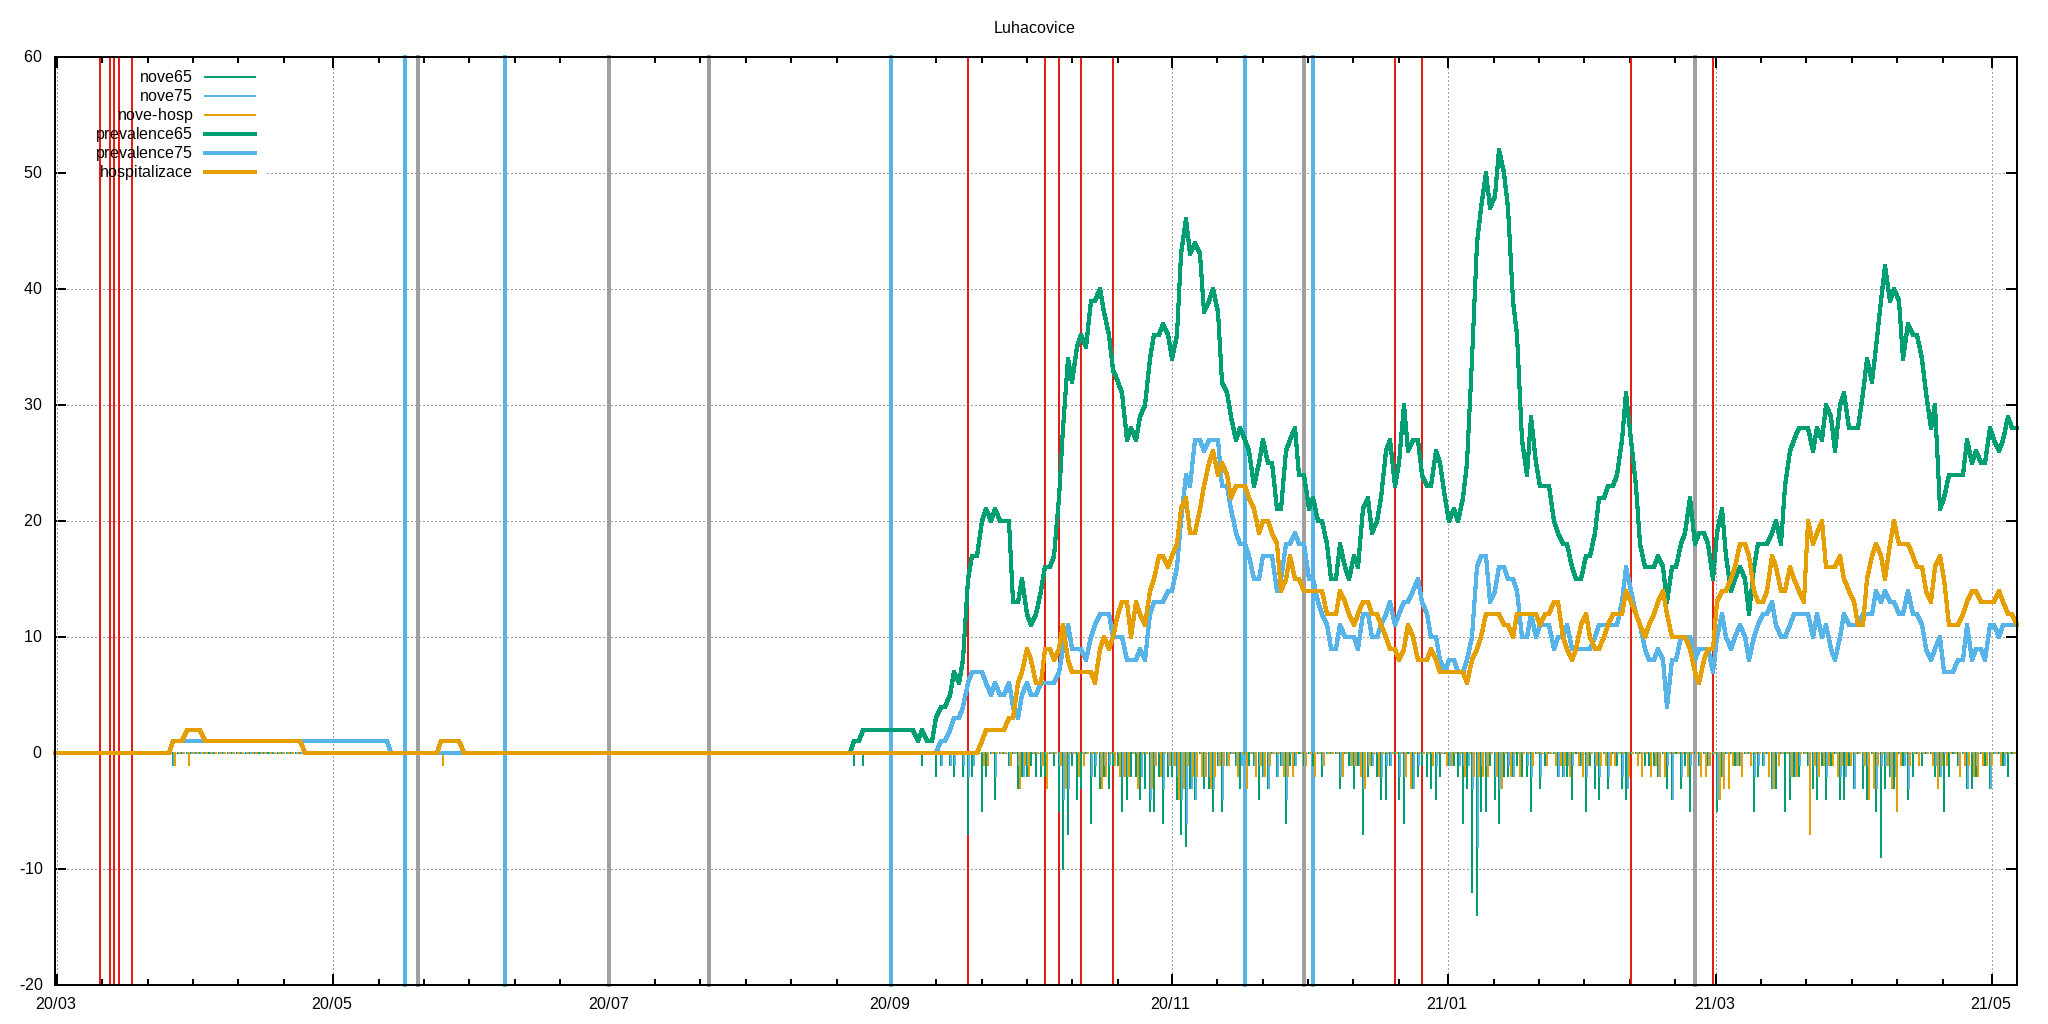 Luhacovice
60
50
40
30
20
10
0
-10
-20
nove65
nove75
nove-hosp
prevalence65
prevalence75
hospitalizace
20/03 20/05 20/07 20/09 20/11 21/01 21/03 21/05